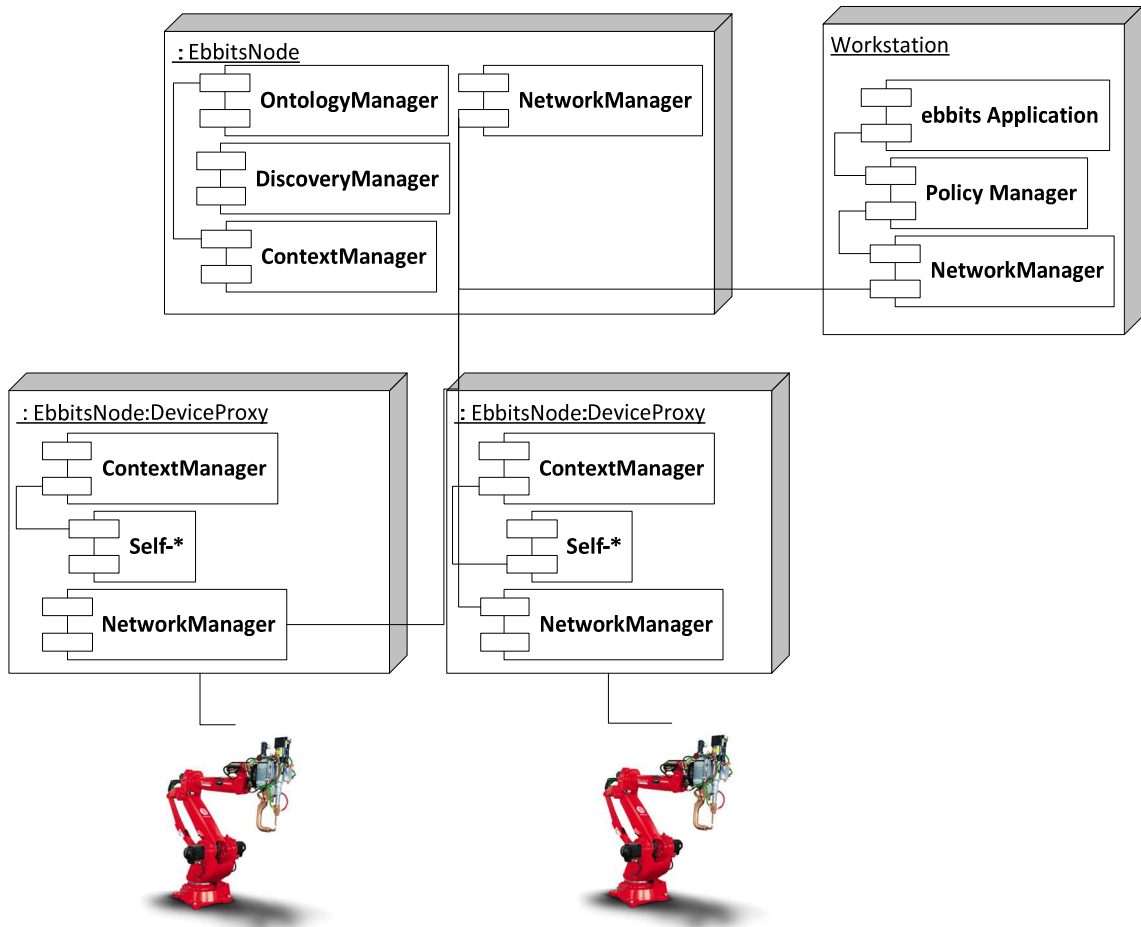 : EbbitsNode
OntologyManager
NetworkManager
DiscoveryManager
ContextManager
Workstation
ebbits Application
Policy Manager
NetworkManager
: EbbitsNode:DeviceProxy
ContextManager
Self-*
NetworkManager
: EbbitsNode:DeviceProxy
ContextManager
Self-*
NetworkManager